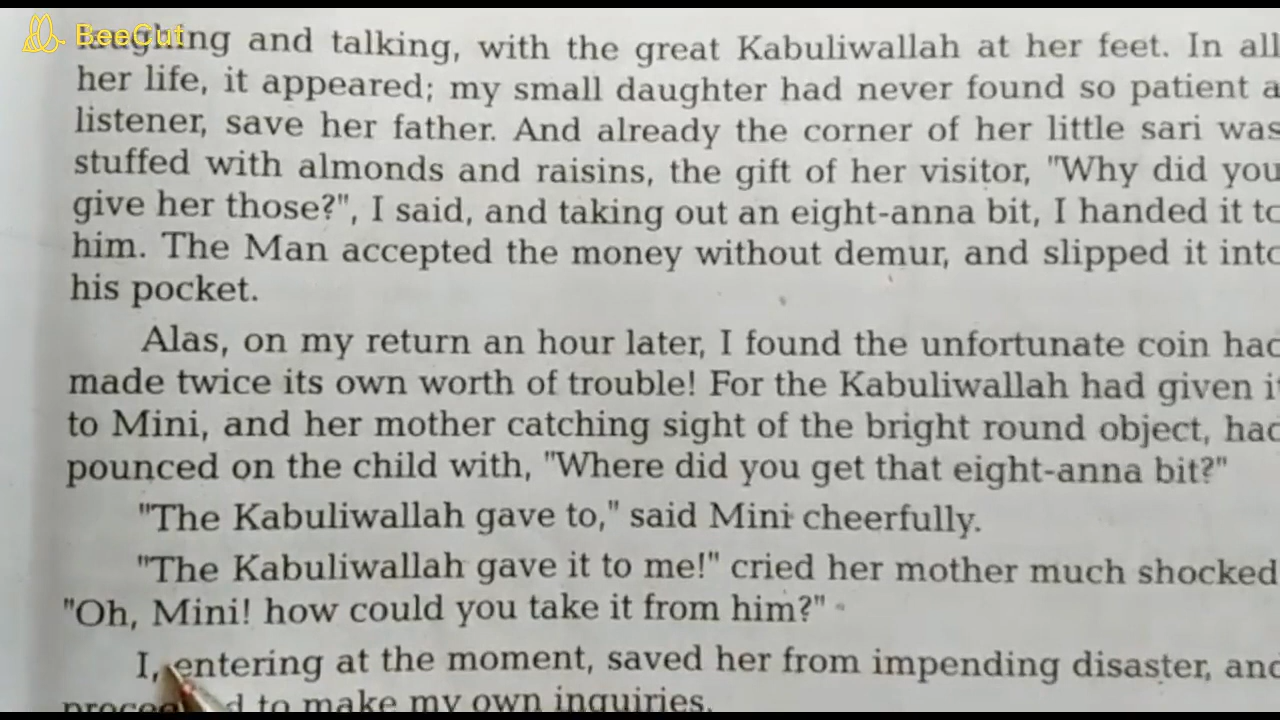 BeeCut
and talking, with the great Kabuliwallah at her feet. In all
her life, it appeared; my small daughter had never found so patient a
listener, save her father. And already the corner of her little sari was
stuffed with almonds and raisins, the gift of her visitor, "Why did you
give her those?", I said, and taking out an eight-anna bit, I handed it to
him. The Man accepted the money without demur, and slipped it into
his pocket.
Alas, on my return an hour later, I found the unfortunate coin had
made twice its own worth of trouble! For the Kabuliwallah had given it
to Mini, and her mother catching sight of the bright round object, had
pounced on the child with, "Where did you get that eight-anna bit?"
"The Kabuliwallah gave to," said Mini cheerfully.
"The Kabuliwallah gave it to me!" cried her mother much shocked
"Oh, Mini! how could you take it from him?"
I, entering at the moment, saved her from impending disaster, and
to make my own inquiries.